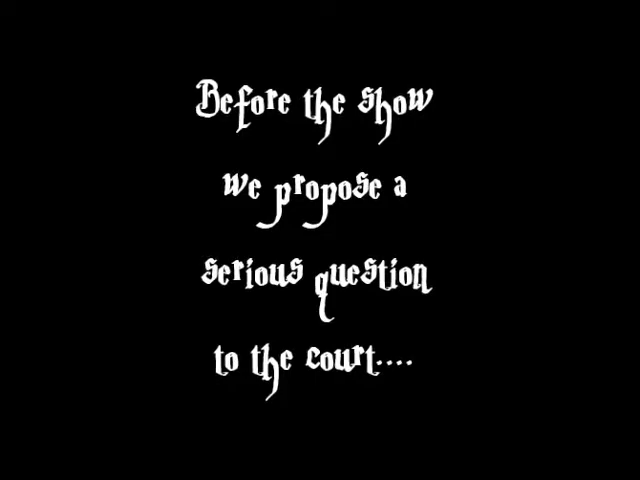 Before the show
we propose a
serious question
to the court....